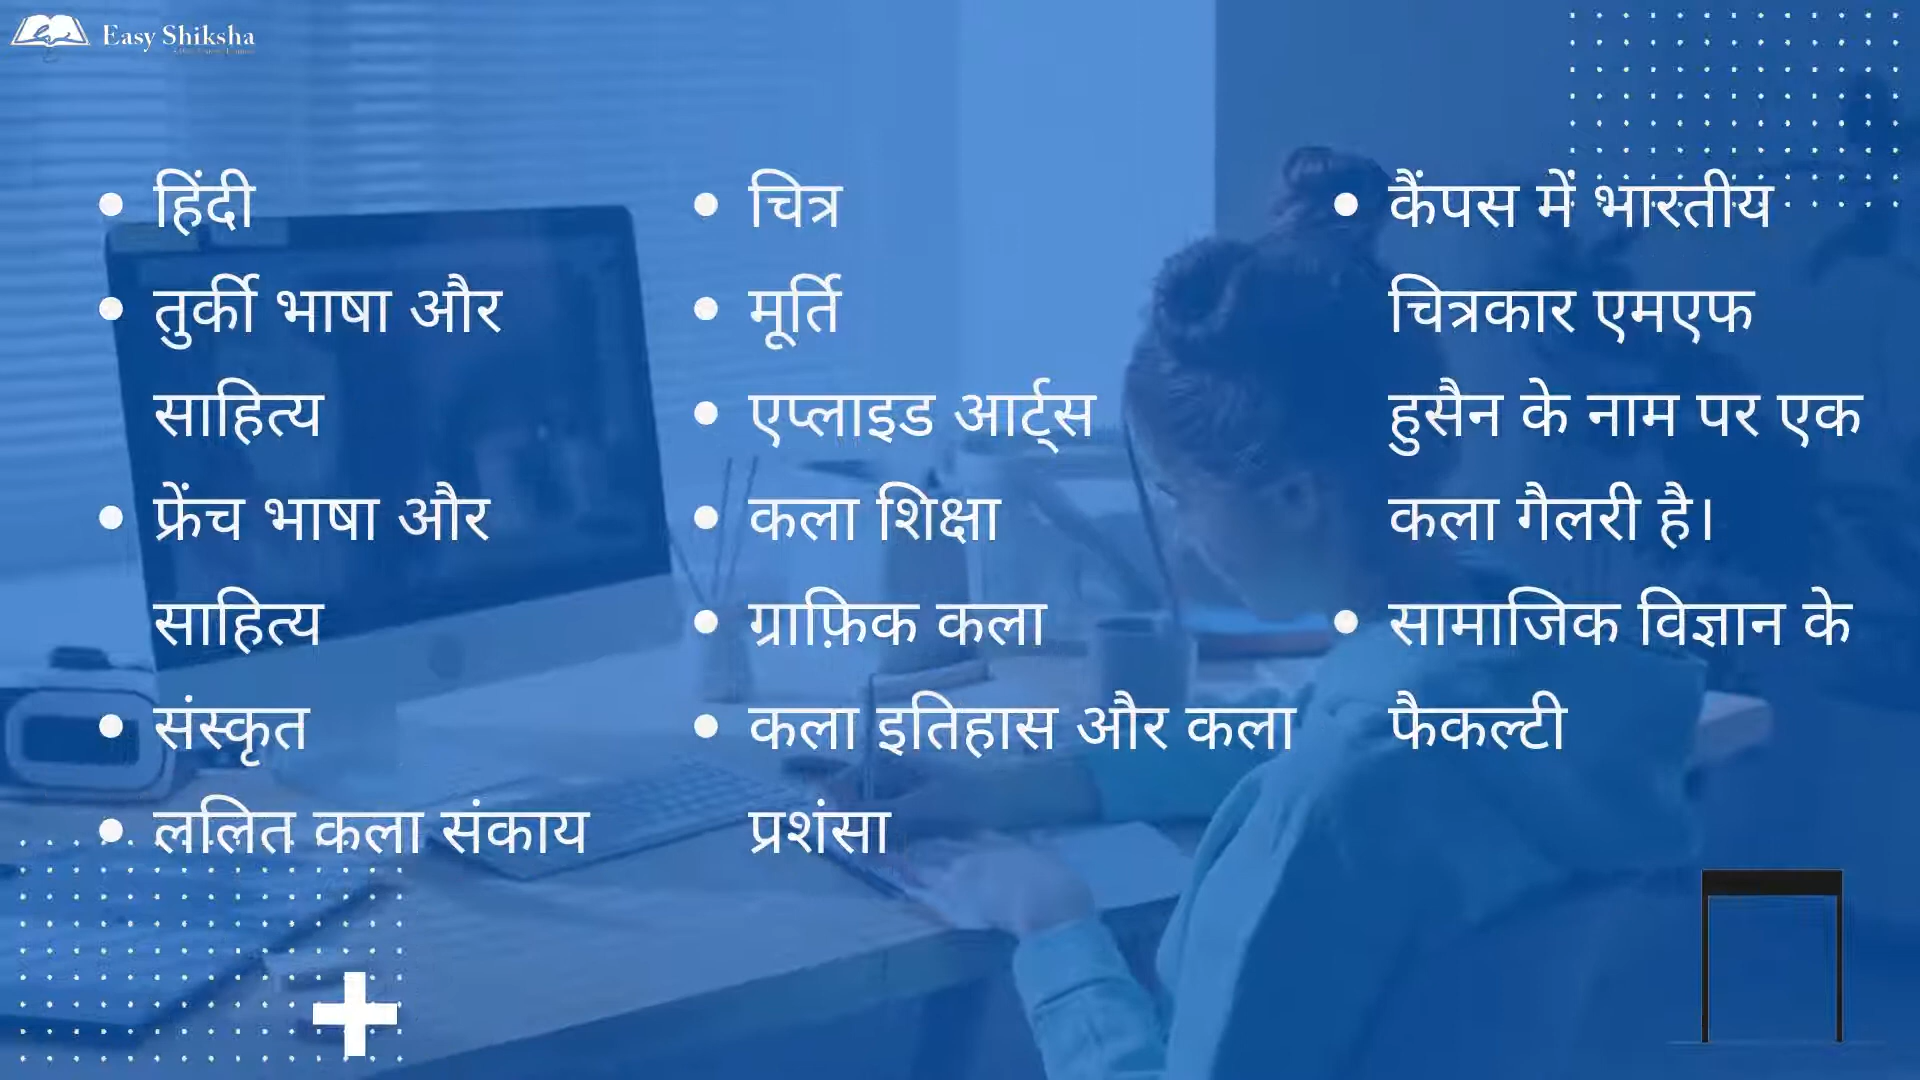 Easy Shiksha
हिंदी
तुर्की भाषा और
साहित्य
फ्रेंच भाषा और
साहित्य
संस्कृत
ललित कला संकाय
चित्र
मूर्ति
एप्लाइड आर्ट्स
कला शिक्षा
ग्राफ़िक कला
कला इतिहास और कला
प्रशंसा
कैंपस में भारतीय
चित्रकार एमएफ
हुसैन के नाम पर एक
कला गैलरी है।
सामाजिक विज्ञान के
फैकल्टी